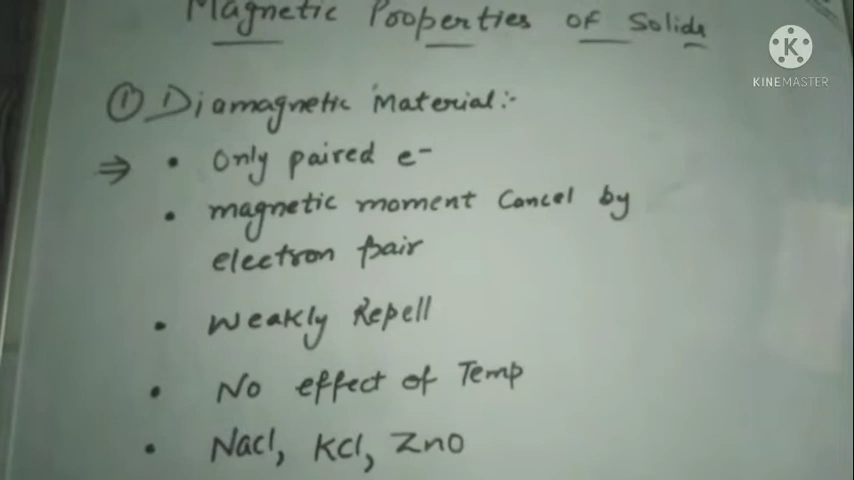 Magnetic Properties of Solids
K
KINEMASTER
① Diamagnetic Material:-
⇒ • Only paired e-
• magnetic moment Cancel by
electron pair
• Weakly Repell
• No effect of Temp
• Nacl, KCl, ZnO